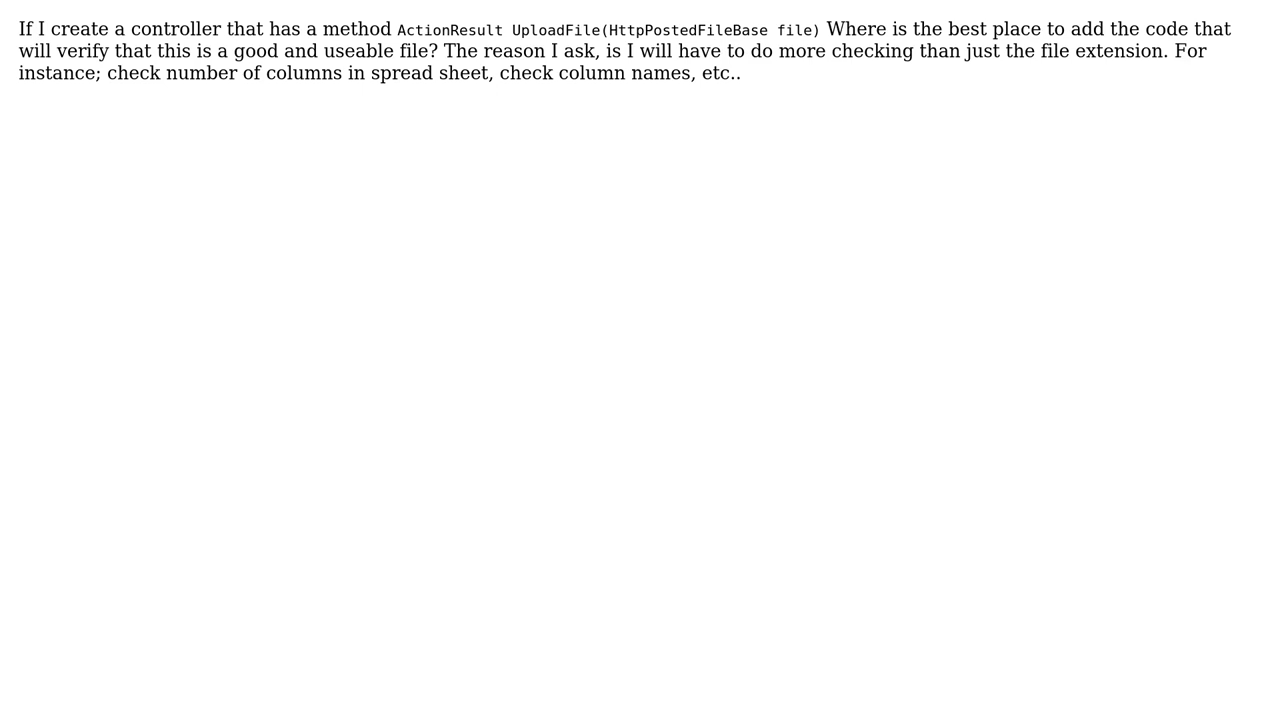 If I create a controller that has a method ActionResult UploadFile(HttpPostedFileBase file) Where is the best place to add the code that
will verify that this is a good and useable file? The reason I ask, is I will have to do more checking than just the file extension. For
instance; check number of columns in spread sheet, check column names, etc..